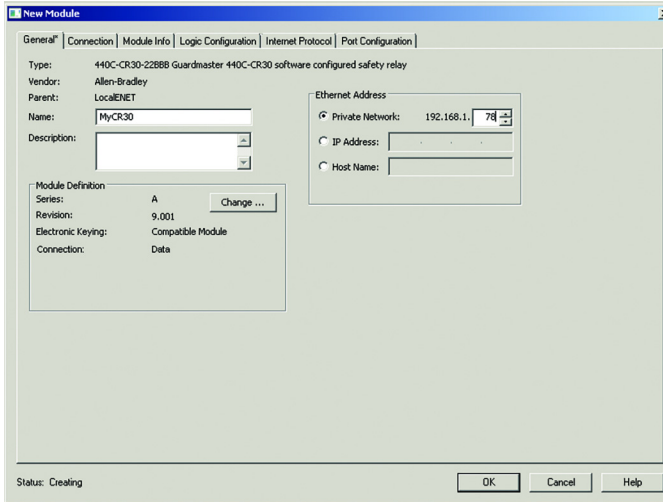 New Module
General* Connection Module Info Logic Configuration Internet Protocol Port Configuration
Type: 440C-CR30-22BBB Guardmaster 440C-CR30 software configured safety relay
Vendor: Allen-Bradley
Parent: LocalENET
Name: MyCR30
Description:
Module Definition
Series: A
Change ...
Revision: 9.001
Electronic Keying: Compatible Module
Connection: Data
Ethernet Address
Private Network: 192.168.1. 78
IP Address: . . .
Host Name:
Status: Creating
OK Cancel Help